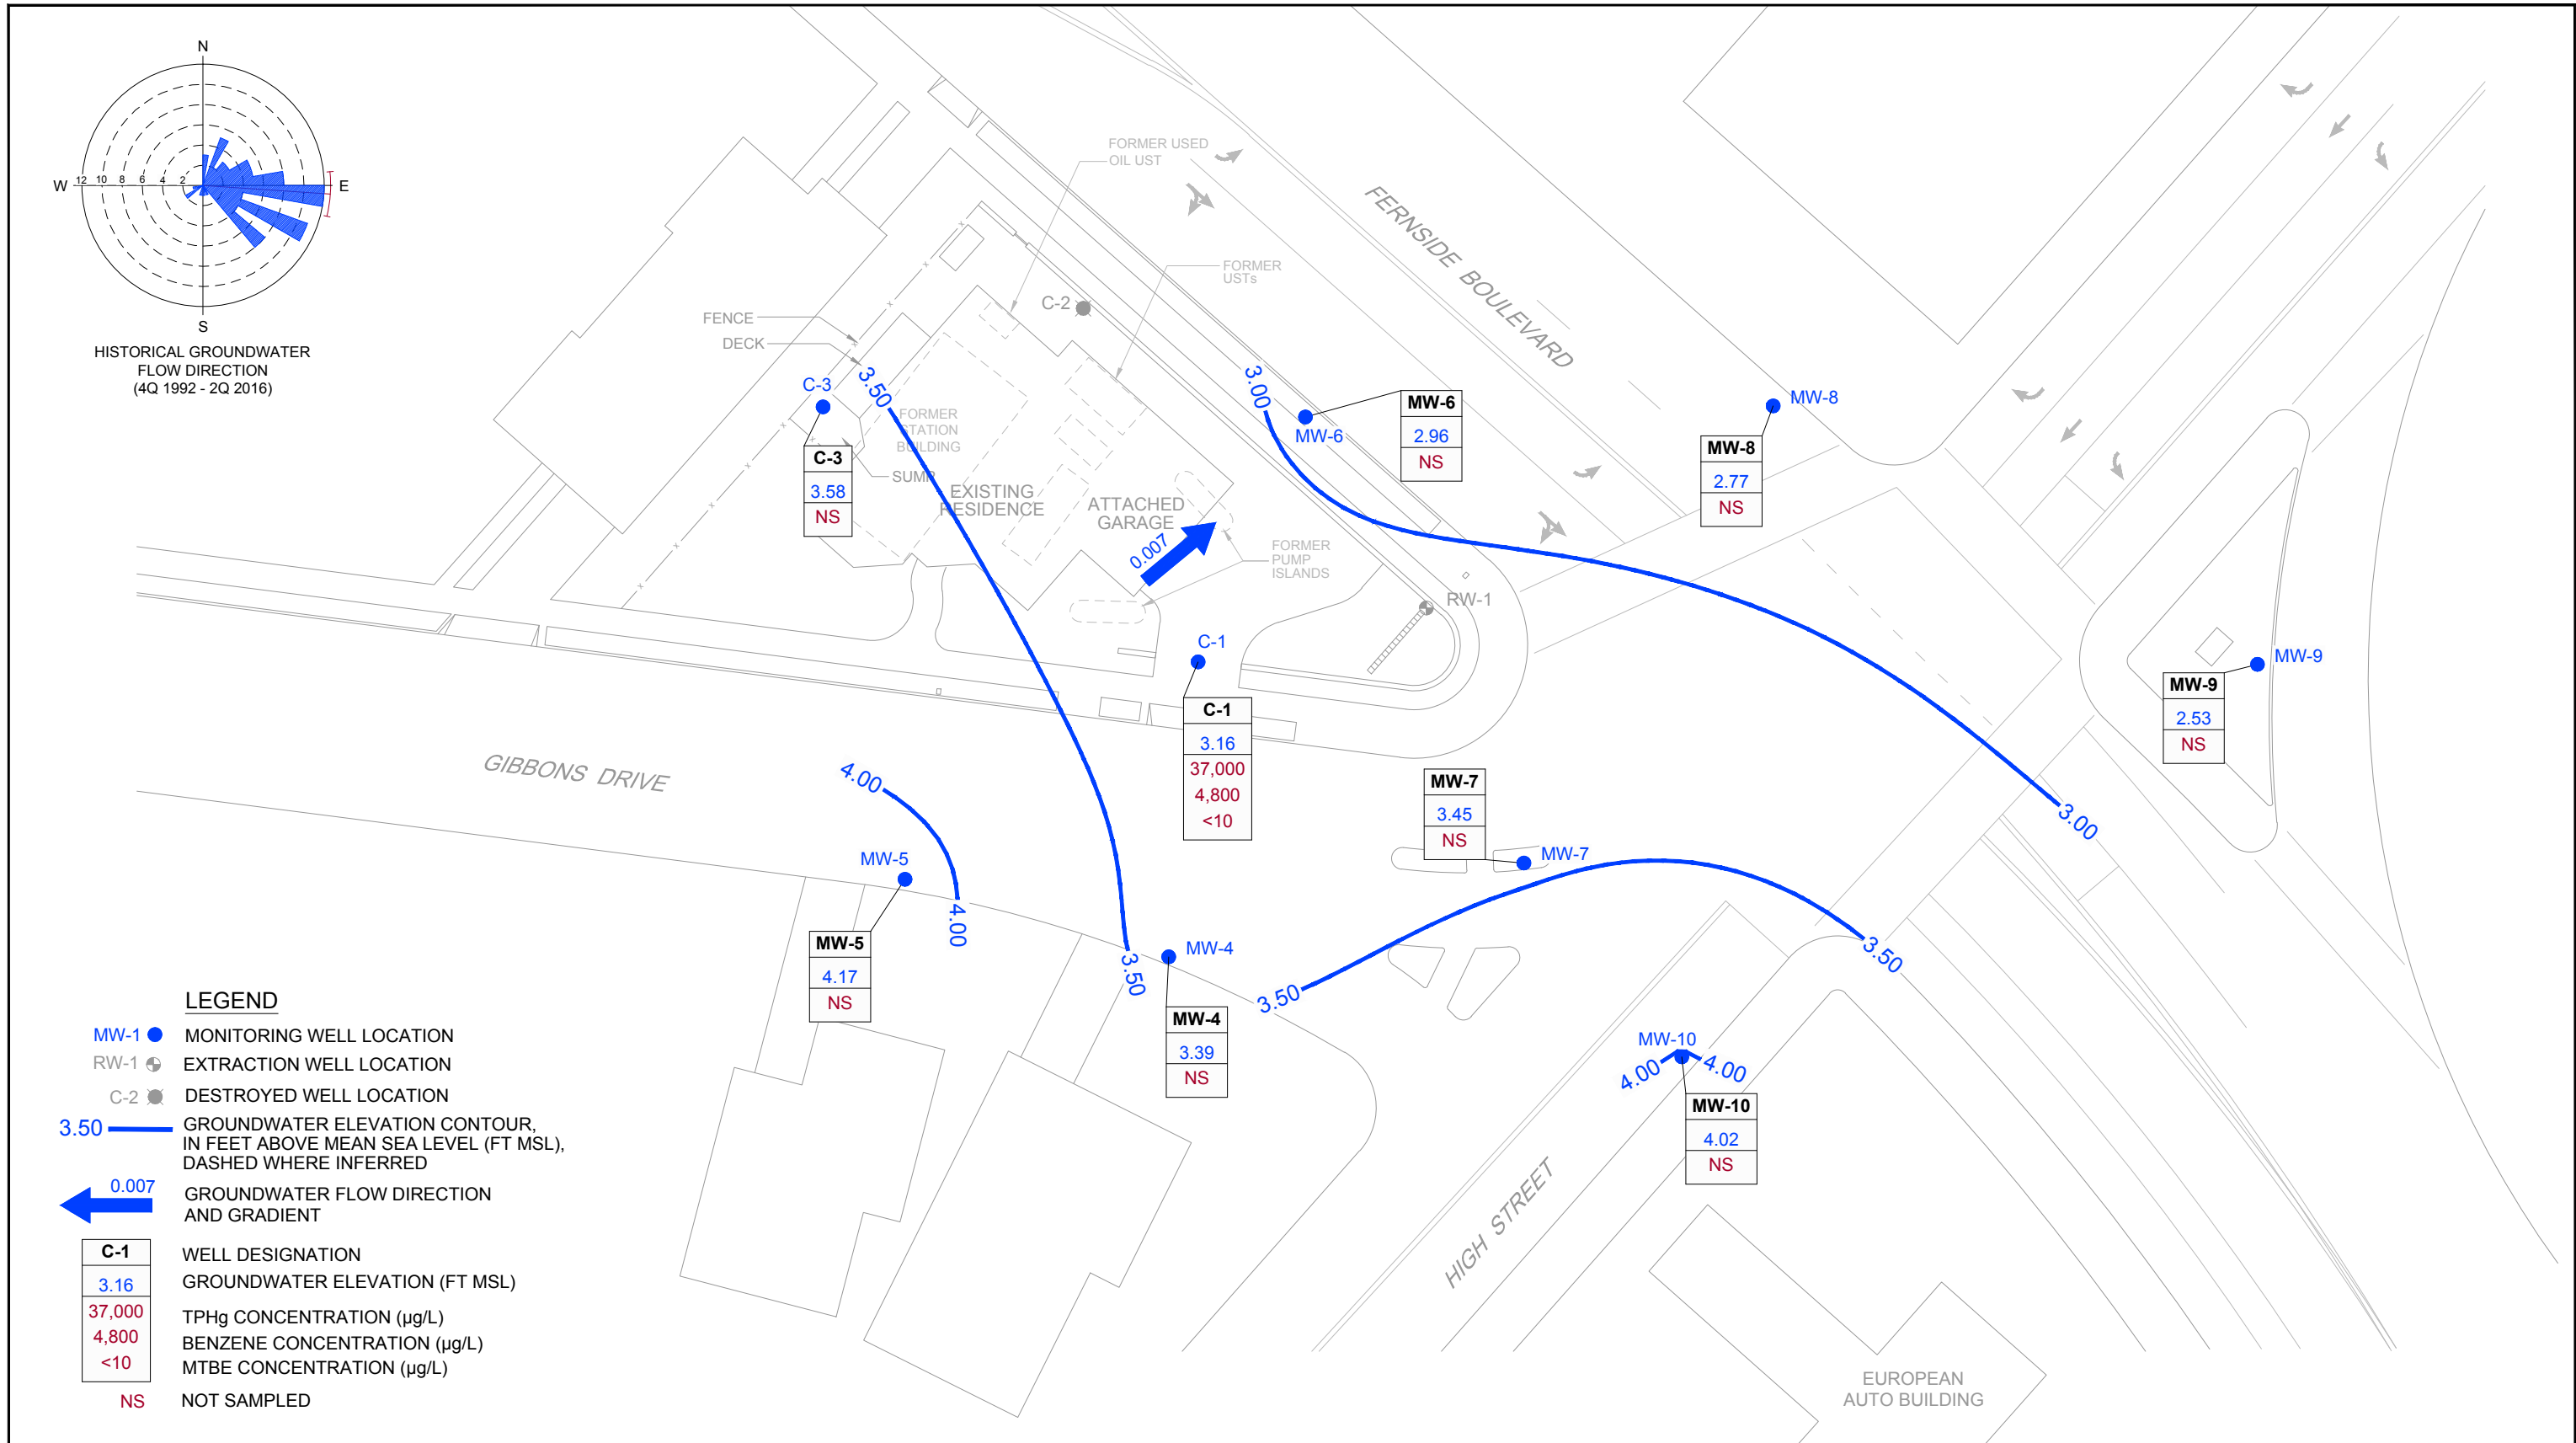 N
W 12 10 8 6 4 2 E
S
HISTORICAL GROUNDWATER
FLOW DIRECTION
(4Q 1992 - 2Q 2016)
FORMER USED
OIL UST
FORMER
USTs
C-2
FENCE
DECK
C-3
3.50
FORMER
STATION
BUILDING
SUMP
EXISTING
RESIDENCE
ATTACHED
GARAGE
0.007
FORMER
PUMP
ISLANDS
C-3
3.58
NS
3.00
MW-6
MW-6
2.96
NS
FERNSIDE BOULEVARD
MW-8
MW-8
2.77
NS
RW-1
C-1
C-1
3.16
37,000
4,800
<10
MW-9
MW-9
2.53
NS
GIBBONS DRIVE
4.00
4.00
MW-5
MW-5
4.17
NS
MW-7
3.45
NS
MW-7
3.00
3.50
MW-4
MW-4
3.39
NS
3.50
3.50
MW-10
4.00
4.00
MW-10
4.02
NS
HIGH STREET
EUROPEAN
AUTO BUILDING
LEGEND
MW-1 MONITORING WELL LOCATION
RW-1 EXTRACTION WELL LOCATION
C-2 DESTROYED WELL LOCATION
3.50 GROUNDWATER ELEVATION CONTOUR,
IN FEET ABOVE MEAN SEA LEVEL (FT MSL),
DASHED WHERE INFERRED
0.007 GROUNDWATER FLOW DIRECTION
AND GRADIENT
C-1 WELL DESIGNATION
3.16 GROUNDWATER ELEVATION (FT MSL)
37,000 TPHg CONCENTRATION (µg/L)
4,800 BENZENE CONCENTRATION (µg/L)
<10 MTBE CONCENTRATION (µg/L)
NS NOT SAMPLED